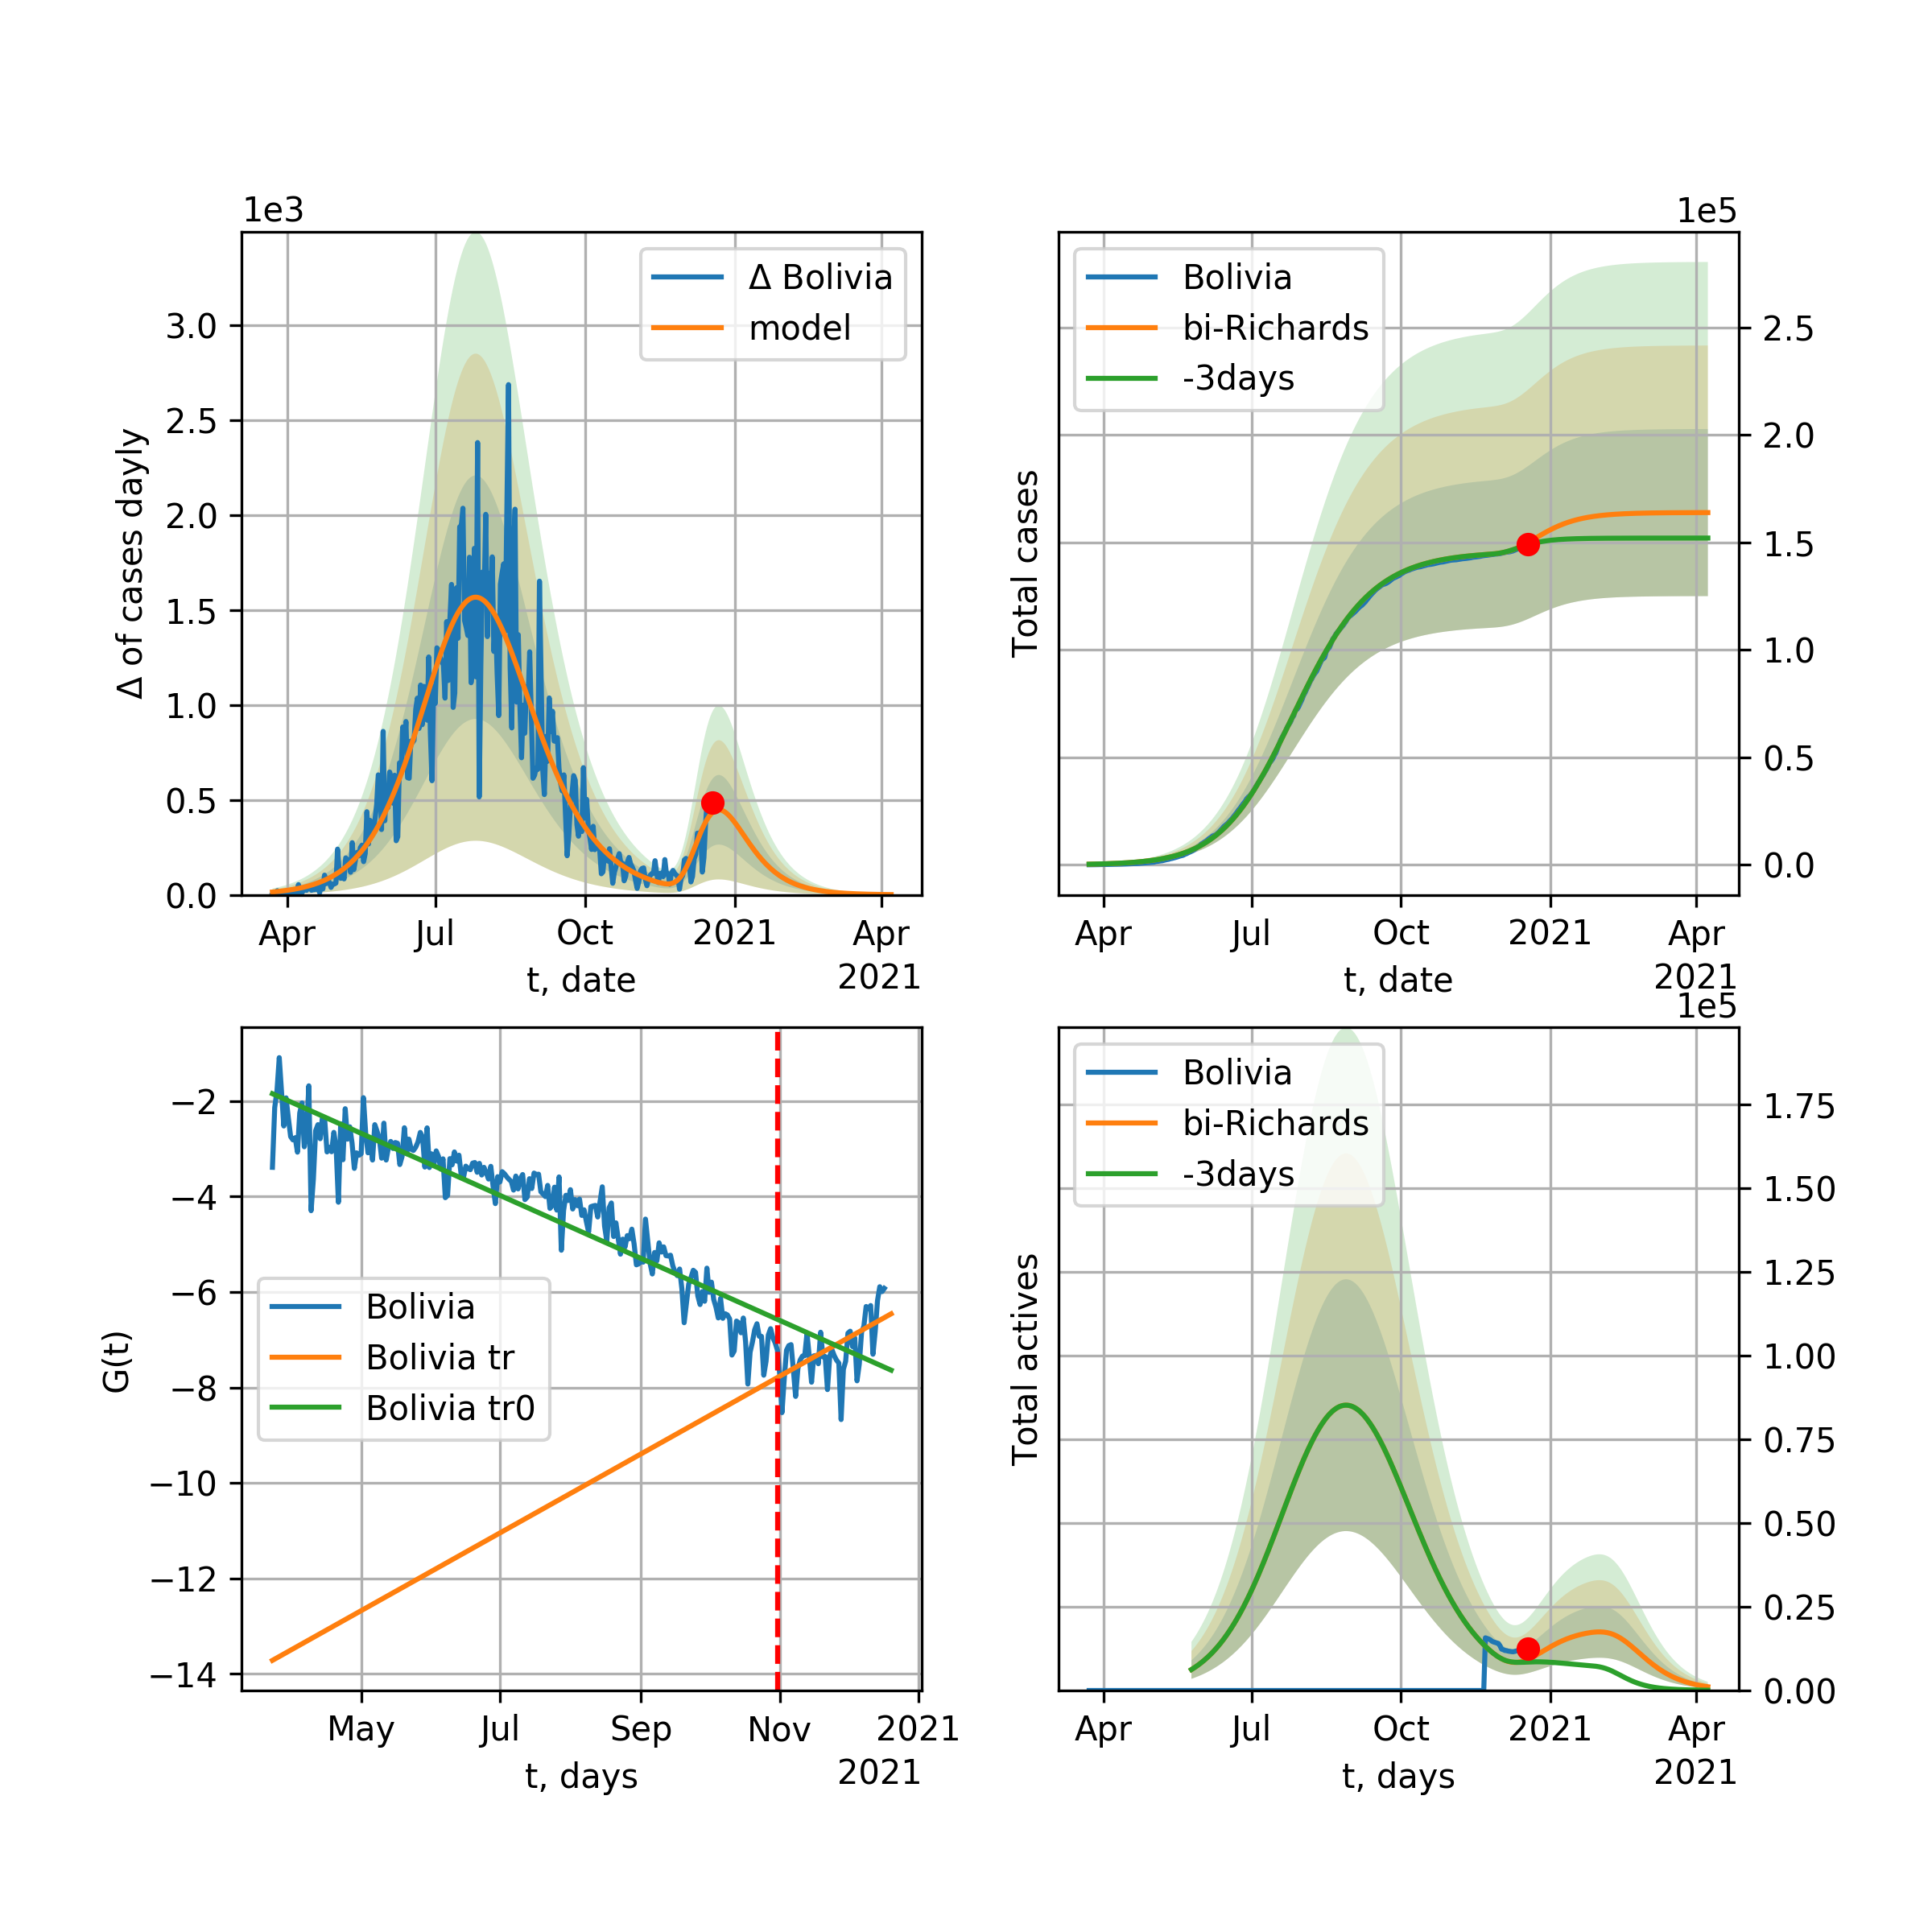 1e3
3.0
2.5
2.0
1.5
1.0
0.5
0.0
Δ of cases dayly
Δ Bolivia
model
Apr
Jul
Oct
2021
Apr
2021
t, date
1e5
Bolivia
bi-Richards
-3days
Total cases
2.5
2.0
1.5
1.0
0.5
0.0
Apr
Jul
Oct
2021
Apr
2021
t, date
−2
−4
−6
−8
−10
−12
−14
G(t)
Bolivia
Bolivia tr
Bolivia tr0
May
Jul
Sep
Nov
2021
2021
t, days
1e5
Bolivia
bi-Richards
-3days
Total actives
1.75
1.50
1.25
1.00
0.75
0.50
0.25
0.00
Apr
Jul
Oct
2021
Apr
2021
t, days